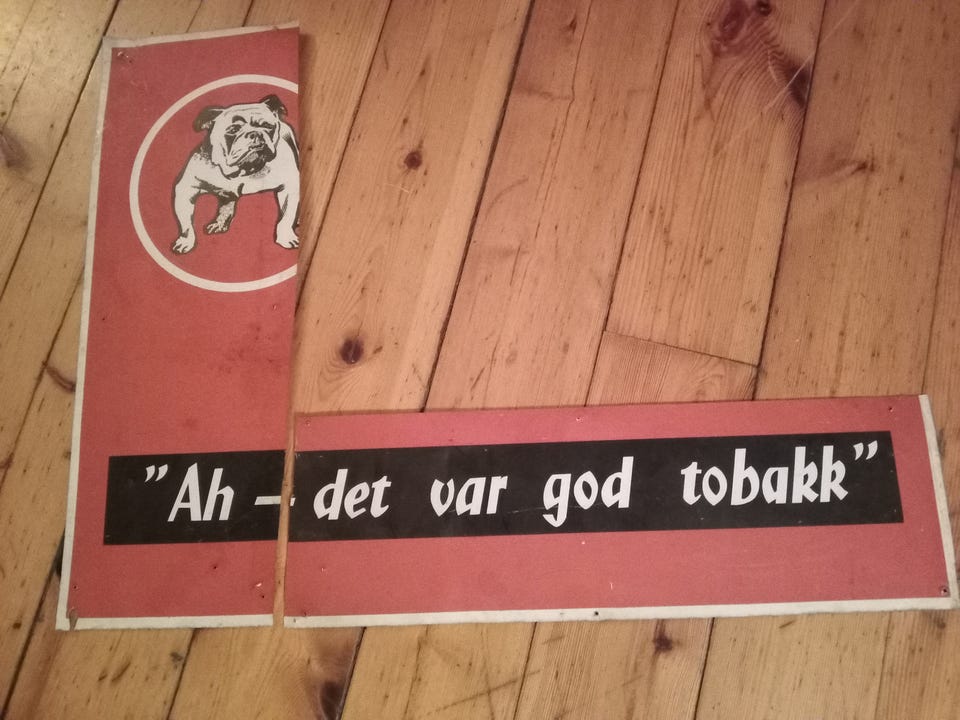 ”Ah – det var god tobakk”